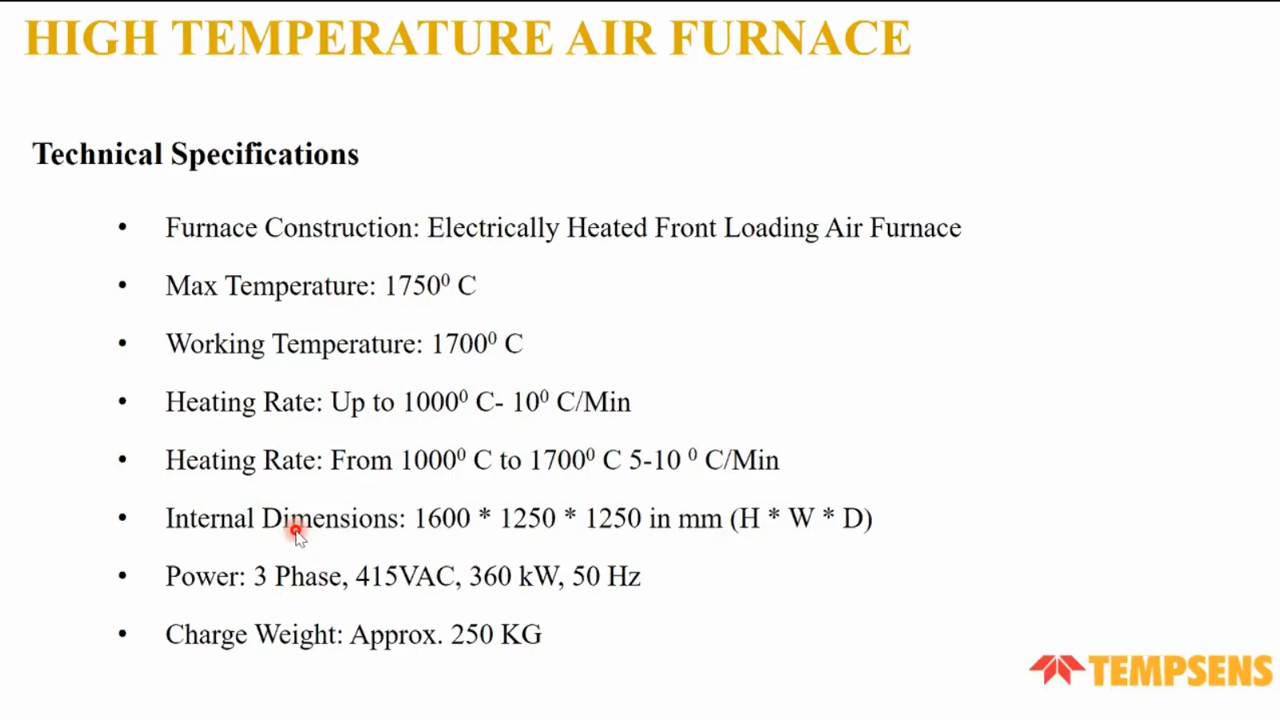 HIGH TEMPERATURE AIR FURNACE
Technical Specifications
• Furnace Construction: Electrically Heated Front Loading Air Furnace
• Max Temperature: 1750⁰ C
• Working Temperature: 1700⁰ C
• Heating Rate: Up to 1000⁰ C- 10⁰ C/Min
• Heating Rate: From 1000⁰ C to 1700⁰ C 5-10 ⁰ C/Min
• Internal Dimensions: 1600 * 1250 * 1250 in mm (H * W * D)
• Power: 3 Phase, 415VAC, 360 kW, 50 Hz
• Charge Weight: Approx. 250 KG
TEMPSENS